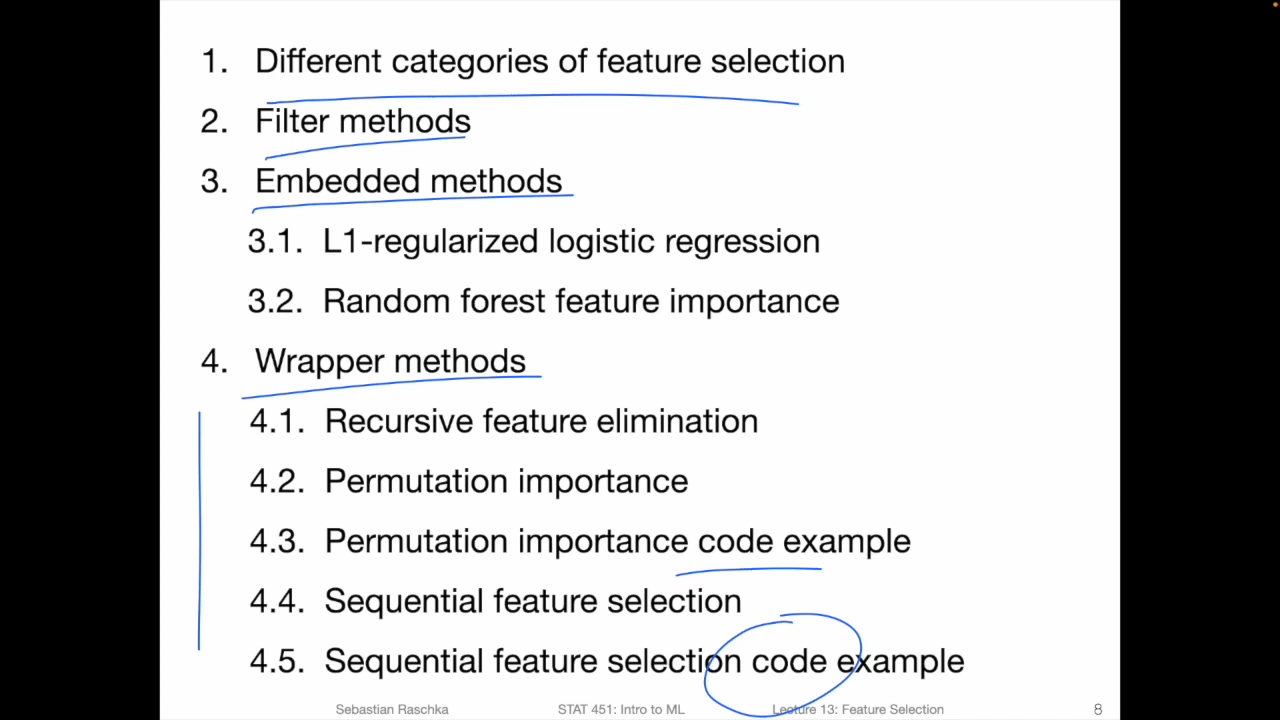 1. Different categories of feature selection
2. Filter methods
3. Embedded methods
3.1. L1-regularized logistic regression
3.2. Random forest feature importance
4. Wrapper methods
4.1. Recursive feature elimination
4.2. Permutation importance
4.3. Permutation importance code example
4.4. Sequential feature selection
4.5. Sequential feature selection code example
Sebastian Raschka STAT 451: Intro to ML Lecture 13: Feature Selection 8